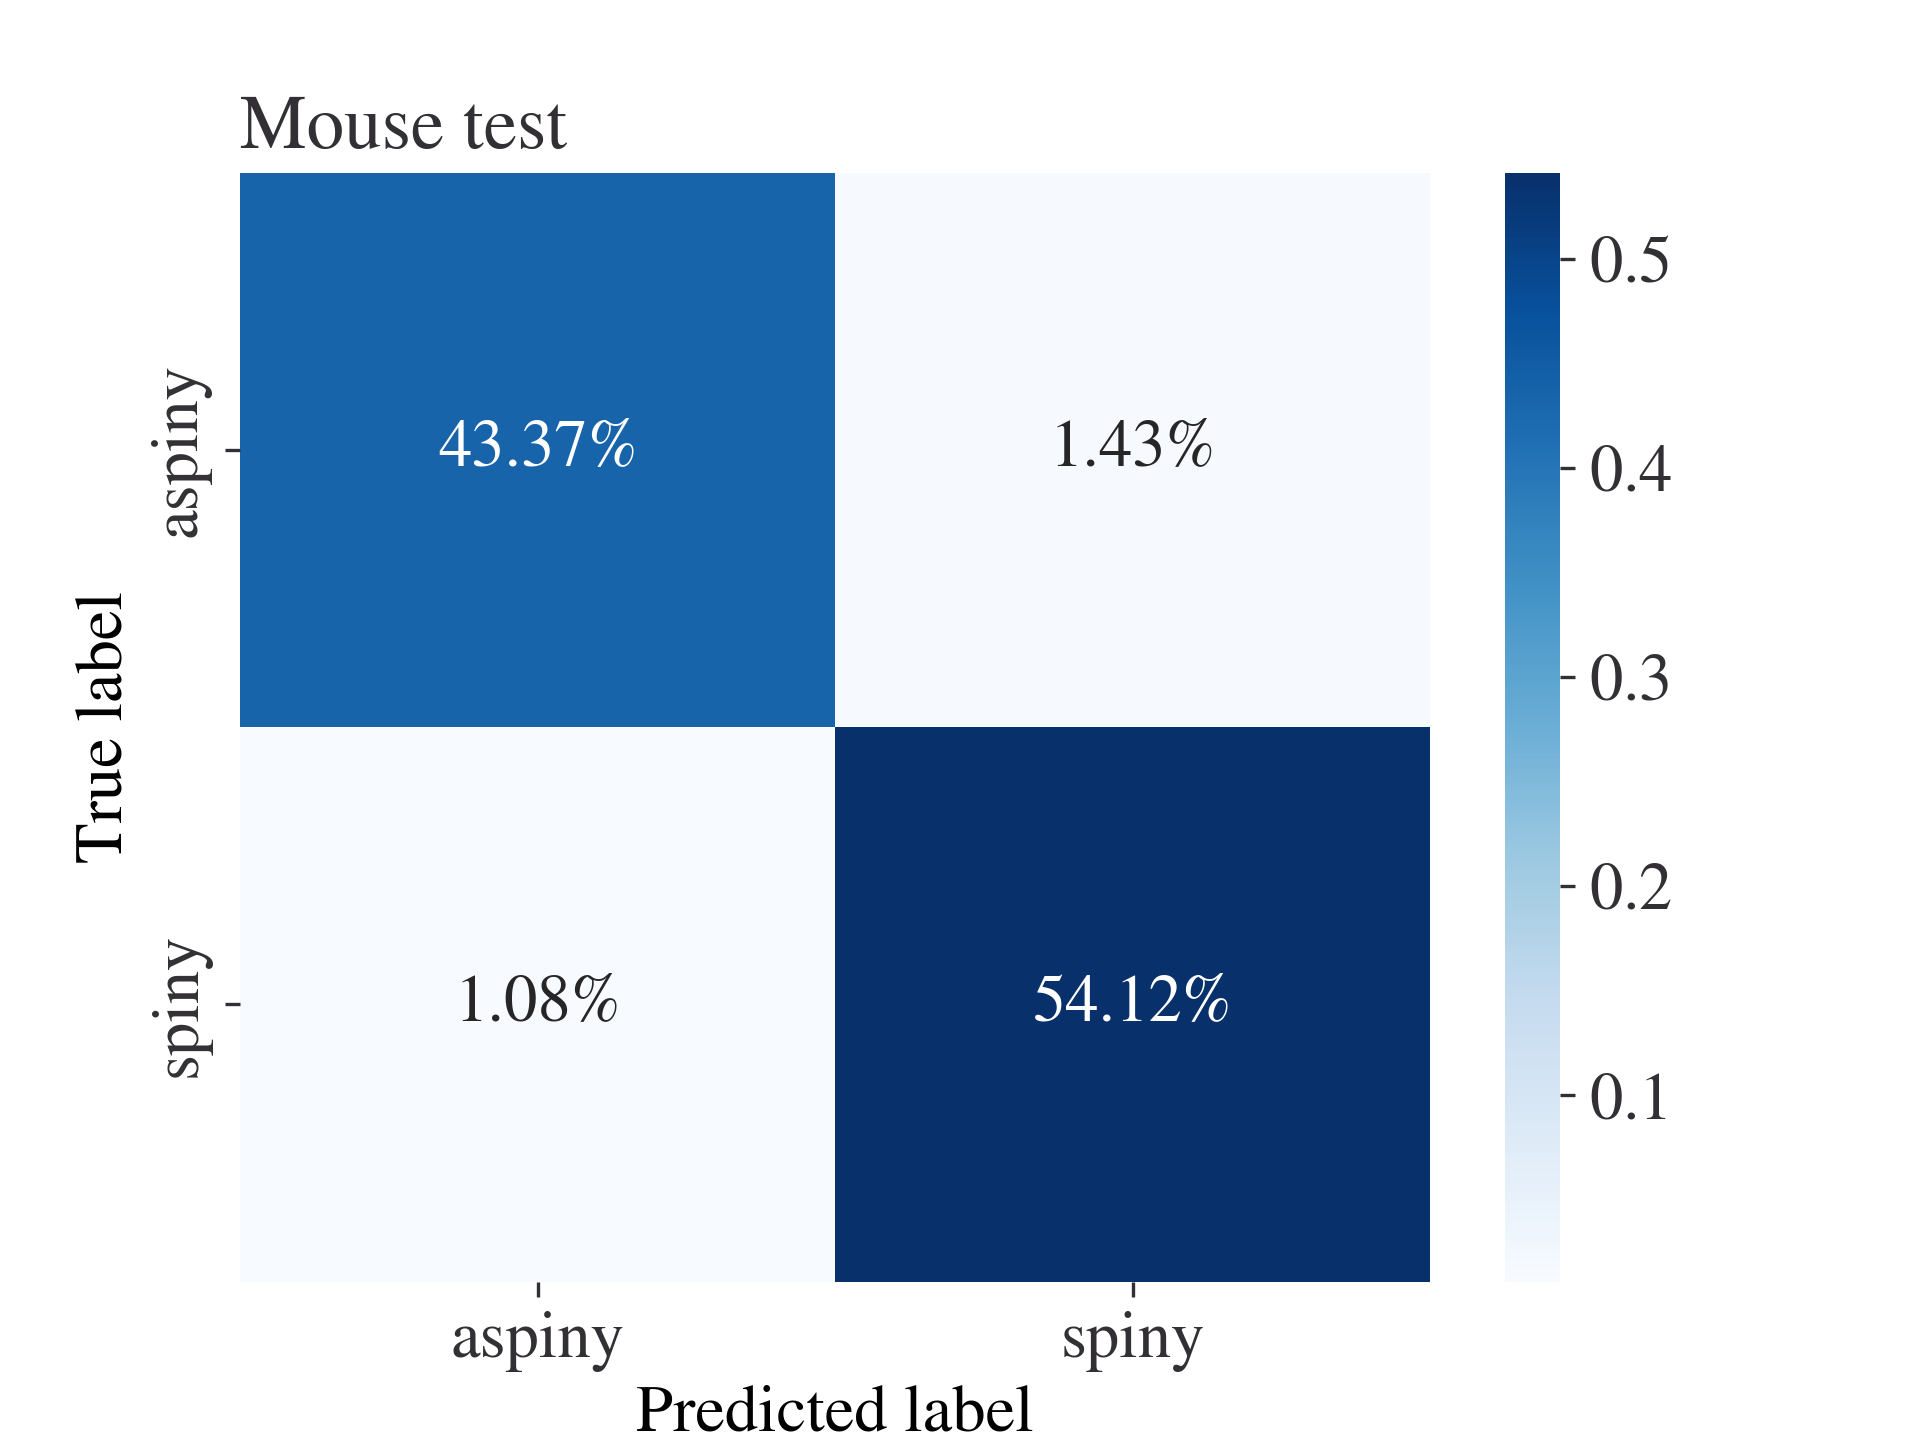 Mouse test
True label
aspiny
43.37%
1.43%
spiny
1.08%
54.12%
aspiny
spiny
Predicted label
0.5
0.4
0.3
0.2
0.1